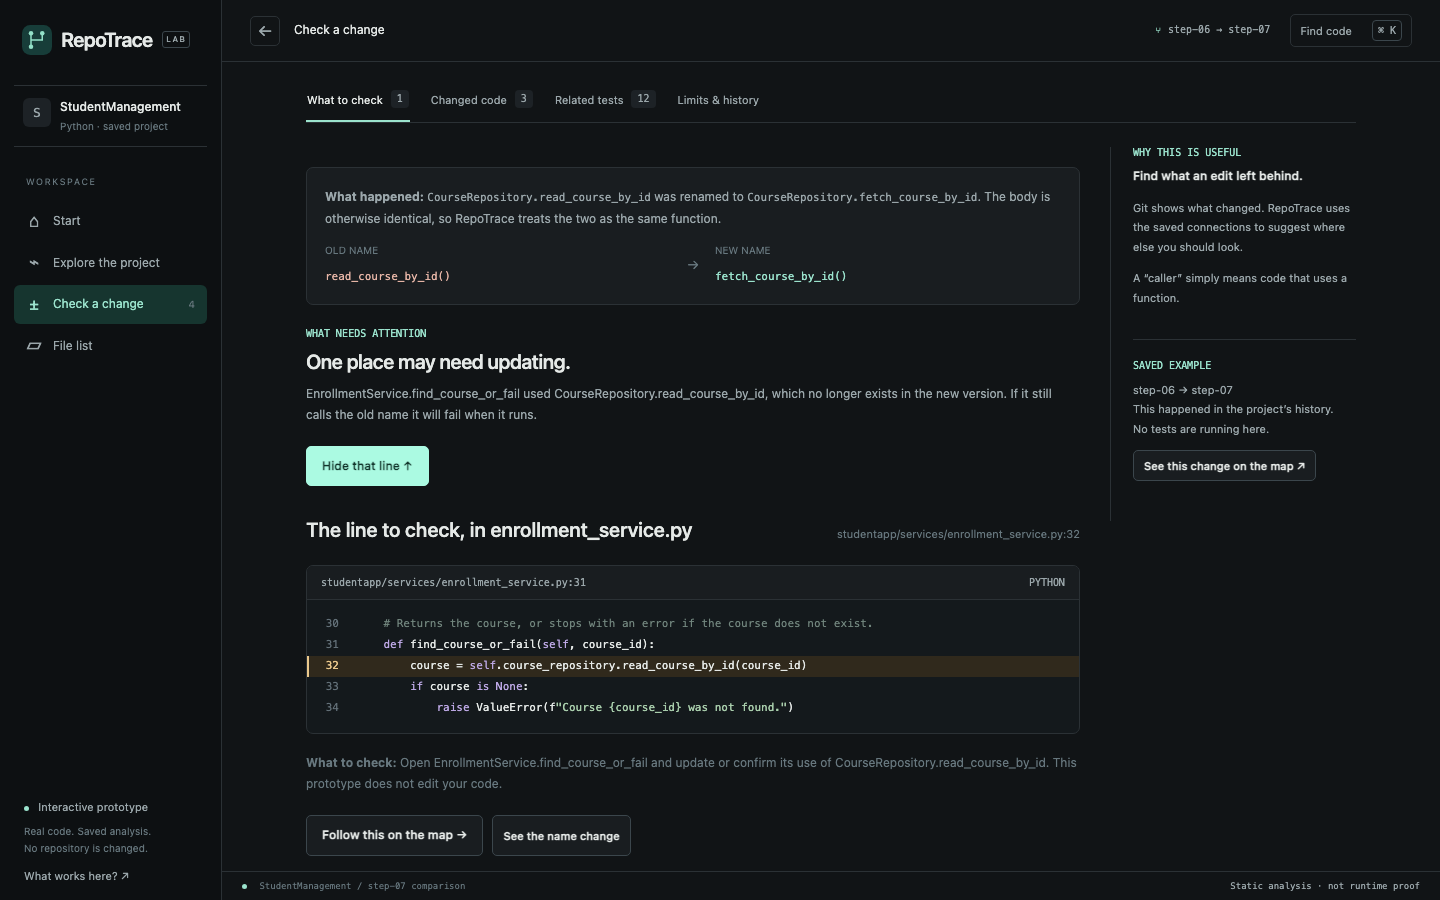 RepoTrace LAB
S
StudentManagement
Python · saved project
WORKSPACE
Start
Explore the project
Check a change 4
File list
Interactive prototype
Real code. Saved analysis.
No repository is changed.
What works here? ↗
← Check a change
step-06 → step-07
Find code ⌘ K
What to check 1 Changed code 3 Related tests 12 Limits & history
What happened: CourseRepository.read_course_by_id was renamed to CourseRepository.fetch_course_by_id. The body is
otherwise identical, so RepoTrace treats the two as the same function.
OLD NAME
read_course_by_id()
→
NEW NAME
fetch_course_by_id()
WHAT NEEDS ATTENTION
One place may need updating.
EnrollmentService.find_course_or_fail used CourseRepository.read_course_by_id, which no longer exists in the new version. If it still
calls the old name it will fail when it runs.
Hide that line ↑
The line to check, in enrollment_service.py
studentapp/services/enrollment_service.py:32
studentapp/services/enrollment_service.py:31 PYTHON
30 # Returns the course, or stops with an error if the course does not exist.
31 def find_course_or_fail(self, course_id):
32 course = self.course_repository.read_course_by_id(course_id)
33 if course is None:
34 raise ValueError(f"Course {course_id} was not found.")
What to check: Open EnrollmentService.find_course_or_fail and update or confirm its use of CourseRepository.read_course_by_id. This
prototype does not edit your code.
Follow this on the map →
See the name change
WHY THIS IS USEFUL
Find what an edit left behind.
Git shows what changed. RepoTrace uses
the saved connections to suggest where
else you should look.
A “caller” simply means code that uses a
function.
SAVED EXAMPLE
step-06 → step-07
This happened in the project’s history.
No tests are running here.
See this change on the map ↗
StudentManagement / step-07 comparison
Static analysis · not runtime proof